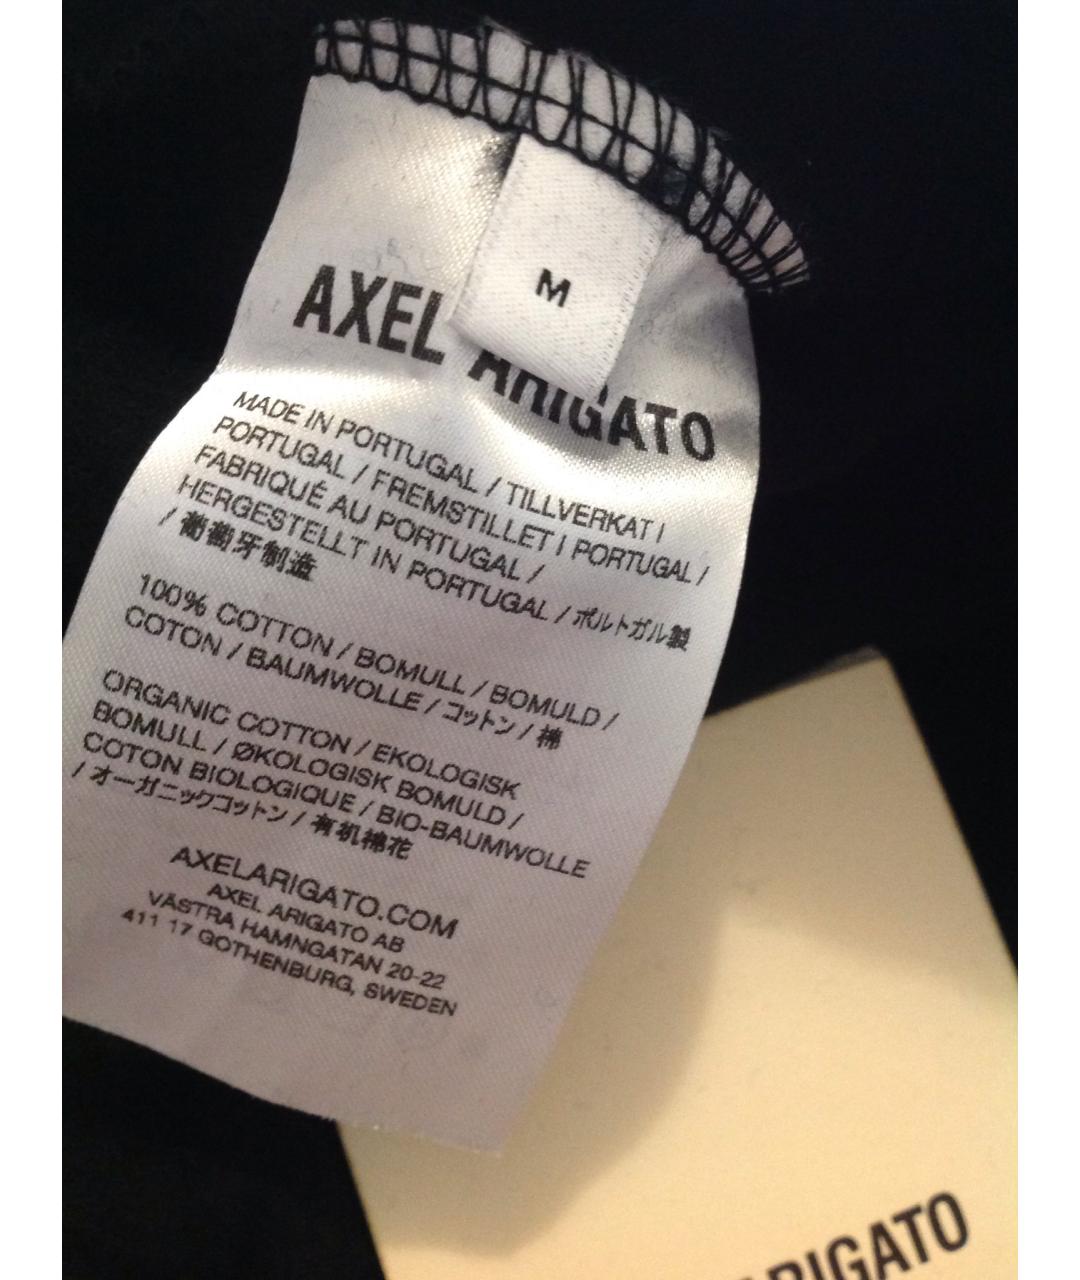 M
AXEL ARIGATO
MADE IN PORTUGAL / TILLVERKAT I
PORTUGAL / FREMSTILLET I PORTUGAL /
FABRIQUÉ AU PORTUGAL /
HERGESTELLT IN PORTUGAL / ポルトガル製
/ 葡萄牙制造
100% COTTON / BOMULL / BOMULD /
COTON / BAUMWOLLE / コットン / 棉
ORGANIC COTTON / EKOLOGISK
BOMULL / ØKOLOGISK BOMULD /
COTON BIOLOGIQUE / BIO-BAUMWOLLE
/ オーガニックコットン / 有机棉花
AXELARIGATO.COM
AXEL ARIGATO AB
VÄSTRA HAMNGATAN 20-22
411 17 GOTHENBURG, SWEDEN
ARIGATO